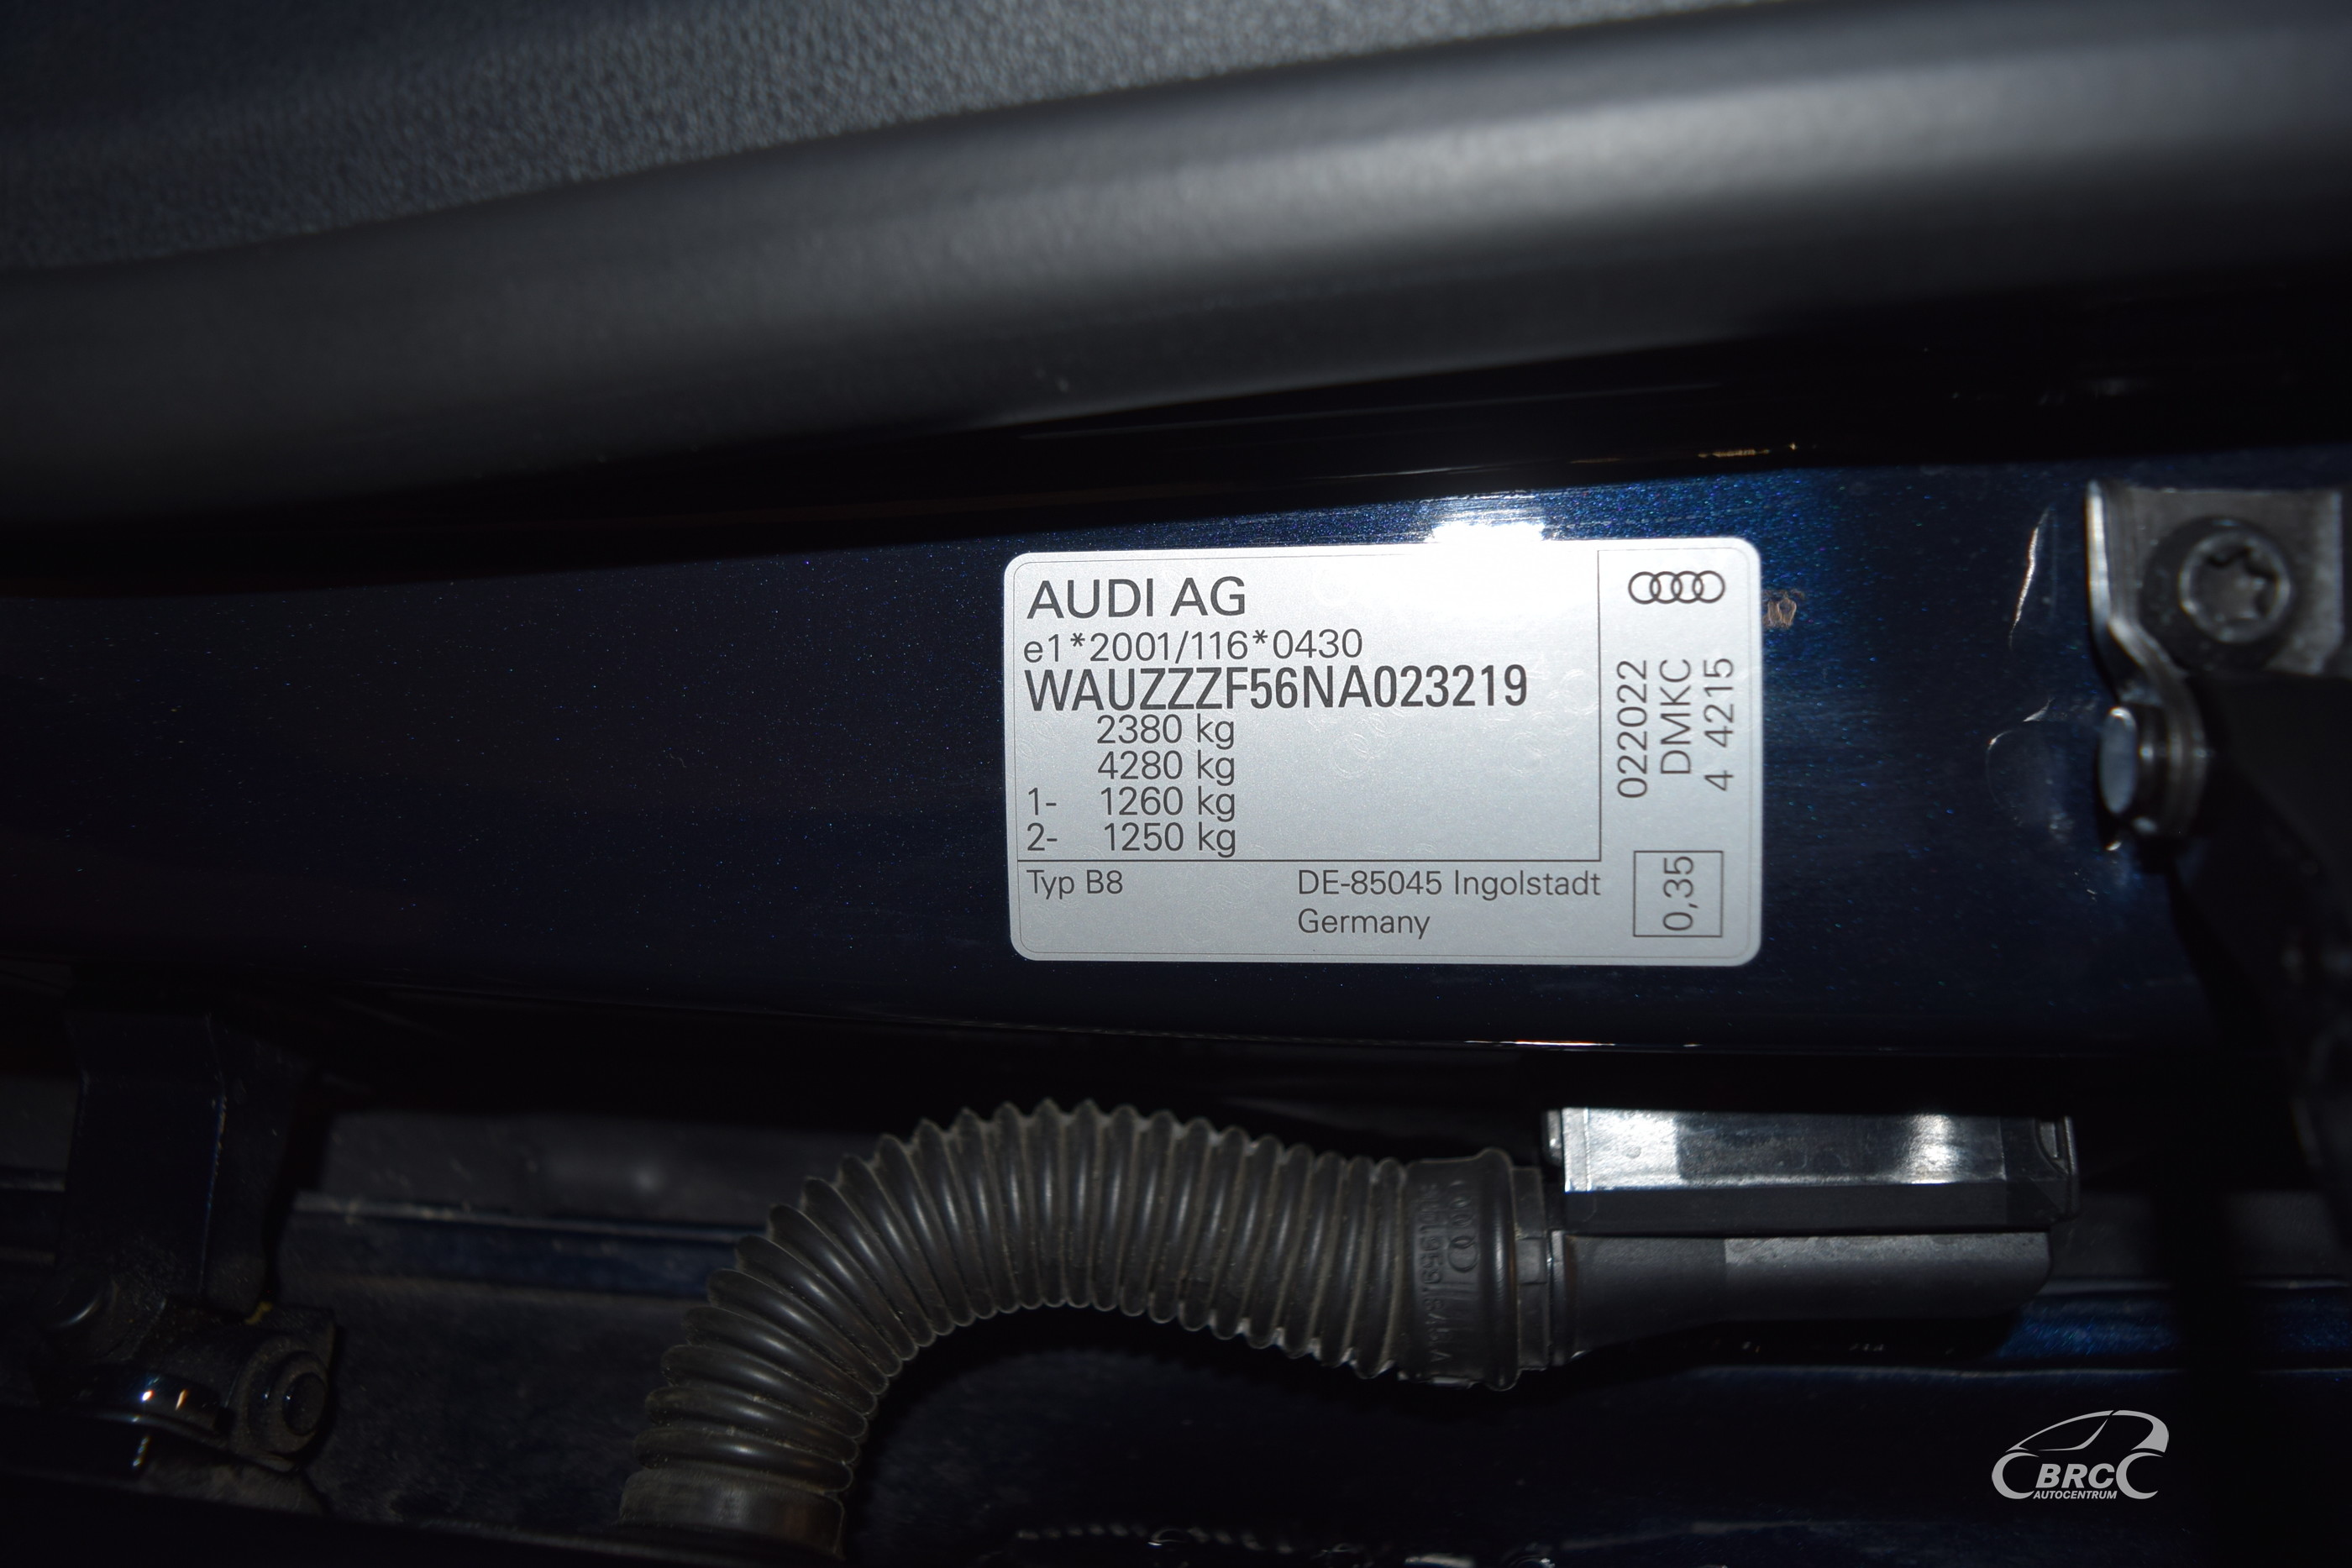 AUDI AG
e1*2001/116*0430
WAUZZZF56NA023219
2380 kg
4280 kg
1- 1260 kg
2- 1250 kg
Typ B8
DE-85045 Ingolstadt
Germany
022022
DMKC
4 4215
0,35
BRC
AUTOCENTRUM